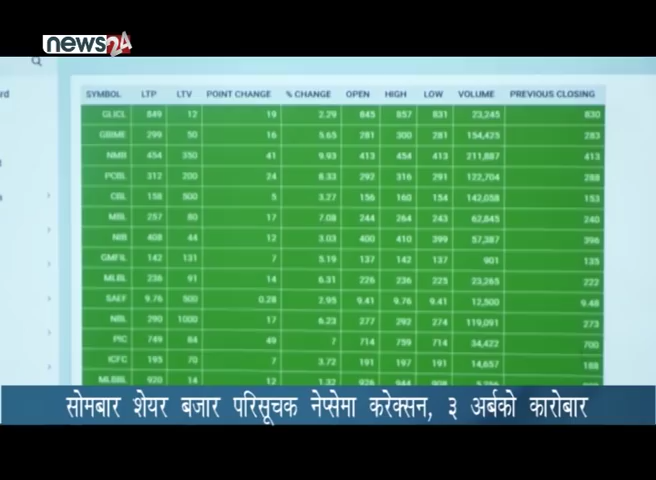 news24
rd
SYMBOL LTP LTV POINT CHANGE % CHANGE OPEN HIGH LOW VOLUME PREVIOUS CLOSING
GLICL 849 12 19 2.29 845 857 831 23,245 830
GBIME 299 50 16 5.65 281 300 281 154,425 283
NMB 454 350 41 9.93 413 454 413 211,887 413
PCBL 312 200 24 8.33 292 316 291 122,704 288
CBL 158 500 5 3.27 156 160 154 142,058 153
MBL 257 80 17 7.08 244 264 243 62,845 240
NIB 408 44 12 3.03 400 410 399 57,387 396
GMFIL 142 131 7 5.19 137 142 137 901 135
MLBL 236 91 14 6.31 226 236 225 23,265 222
SAEF 9.76 500 0.28 2.95 9.41 9.76 9.41 12,500 9.48
NBL 290 1000 17 6.23 277 292 274 119,091 273
PIC 749 84 49 7 714 759 714 34,422 700
ICFC 195 70 7 3.72 191 197 191 14,657 188
MLBBL 920 14 12 1.32 926 944
सोमबार शेयर बजार परिसूचक नेप्सेमा करेक्सन, ३ अर्बको कारोबार